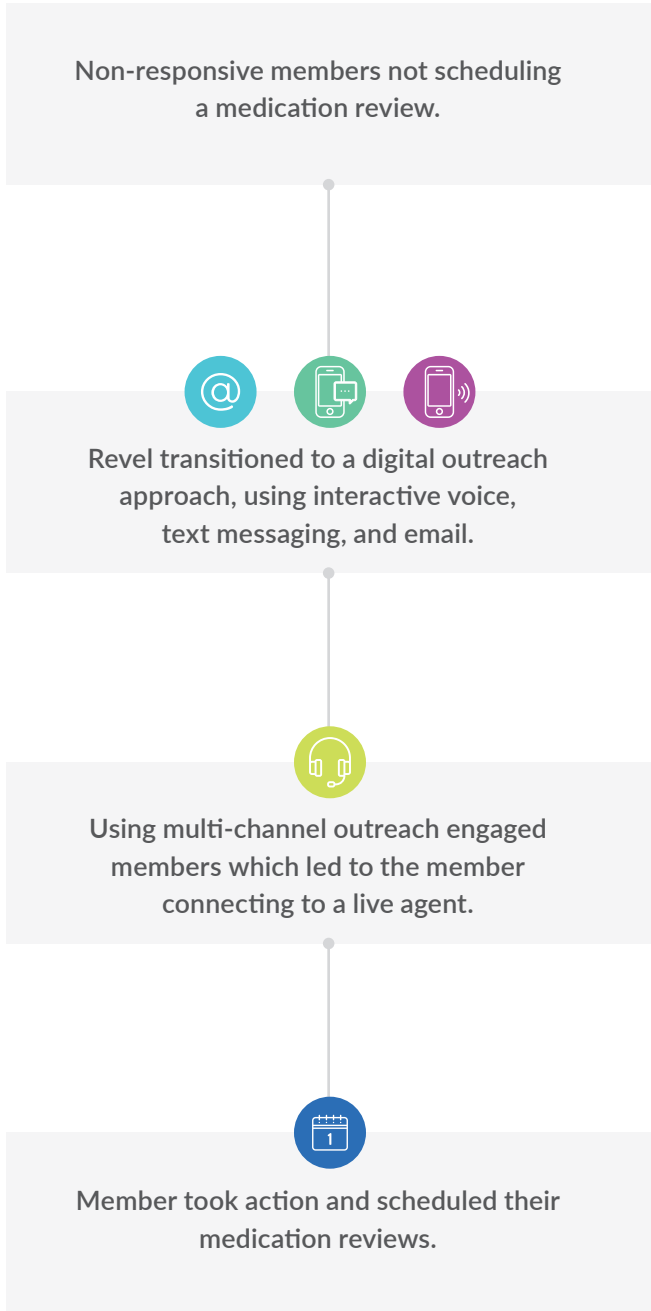 Non-responsive members not scheduling
a medication review.
@
Revel transitioned to a digital outreach
approach, using interactive voice,
text messaging, and email.
Using multi-channel outreach engaged
members which led to the member
connecting to a live agent.
1
Member took action and scheduled their
medication reviews.